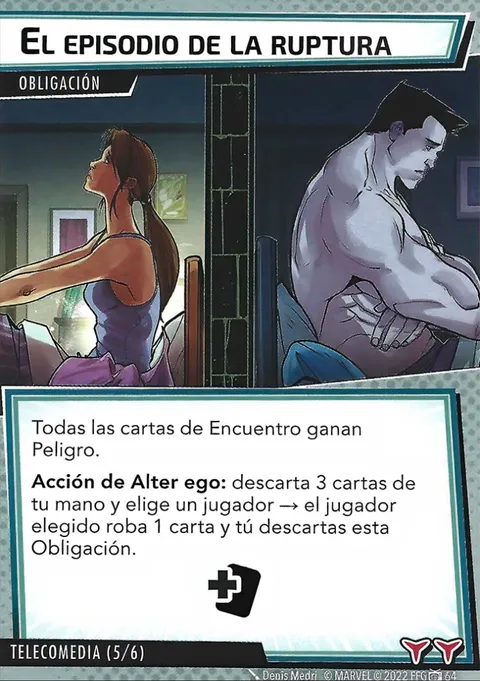 El episodio de la ruptura
OBLIGACIÓN
Todas las cartas de Encuentro ganan
Peligro.
Acción de Alter ego: descarta 3 cartas de
tu mano y elige un jugador → el jugador
elegido roba 1 carta y tú descartas esta
Obligación.
TELECOMEDIA (5/6)
Denis Medri © MARVEL © 2022 FFG 64